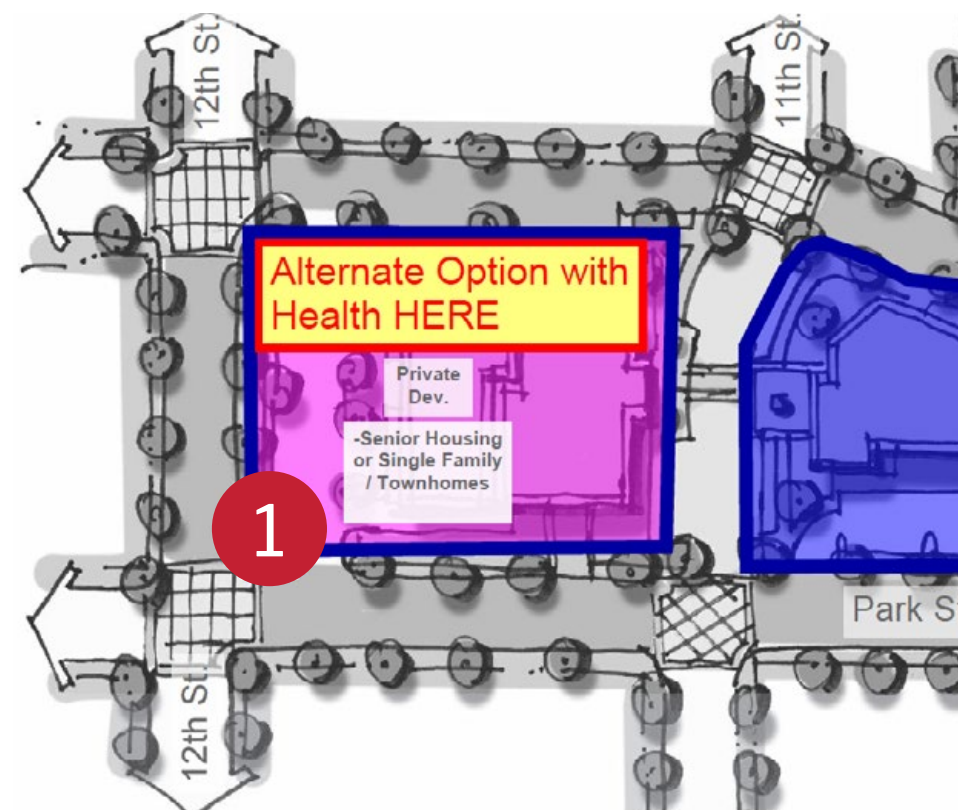 12th St.
11th St.
Alternate Option with
Health HERE
Private
Dev.
-Senior Housing
or Single Family
/ Townhomes
1
Park St
12th St.